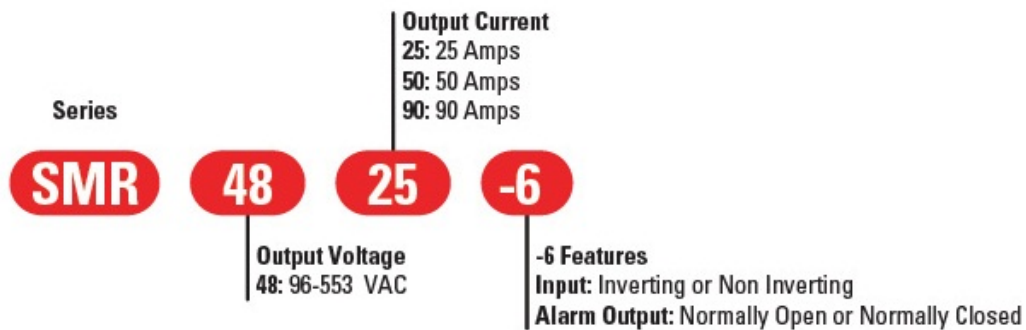 Output Current
25: 25 Amps
50: 50 Amps
90: 90 Amps
Series
SMR 48 25 -6
Output Voltage
48: 96-553 VAC
-6 Features
Input: Inverting or Non Inverting
Alarm Output: Normally Open or Normally Closed